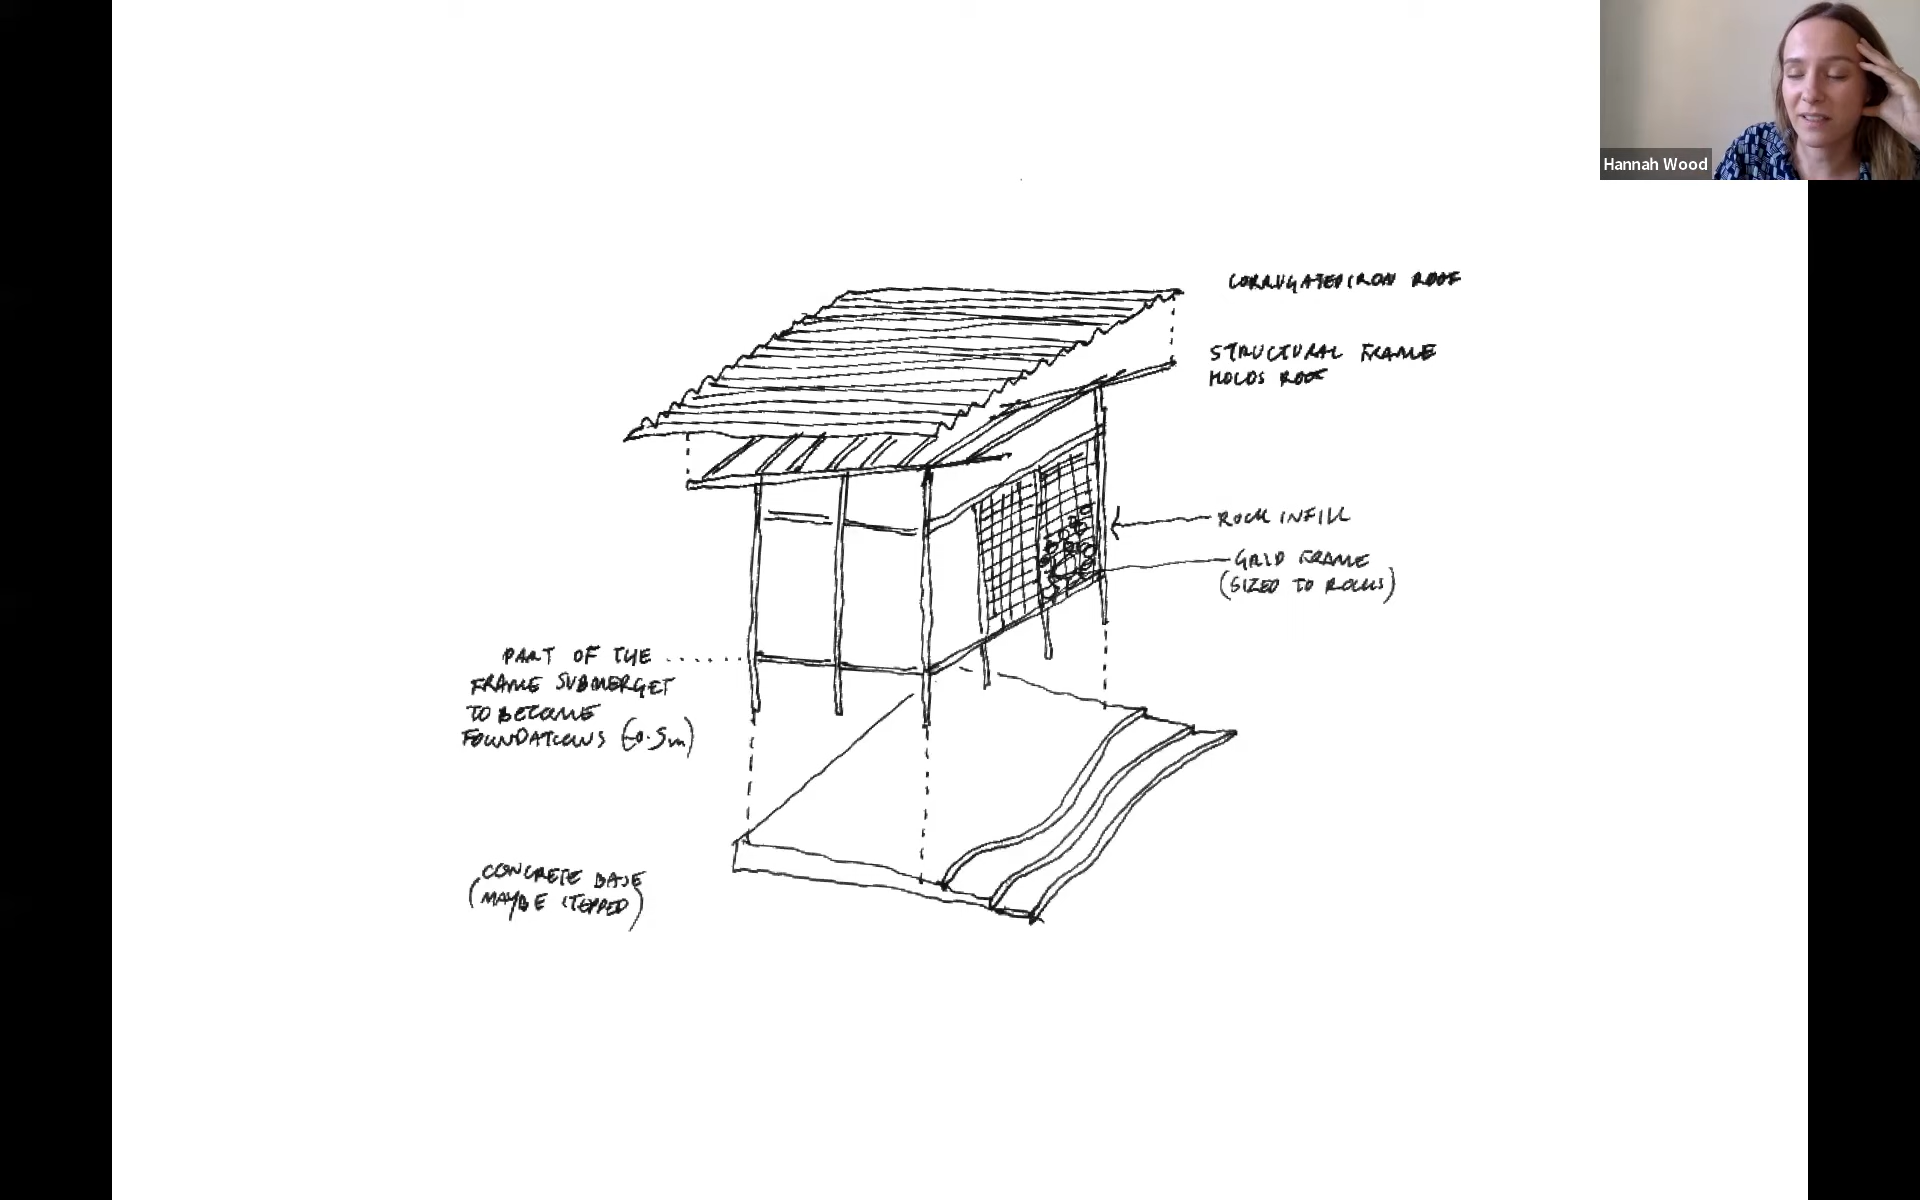 Hannah Wood
CORRUGATED IRON ROOF
STRUCTURAL FRAME
HOLDS ROOF
ROCK INFILL
GRID FRAME
(SIZED TO ROCKS)
PART OF THE
FRAME SUBMERGET
TO BECOME
FOUNDATIONS (-0.5m)
CONCRETE BASE
(MAYBE STEPPED)